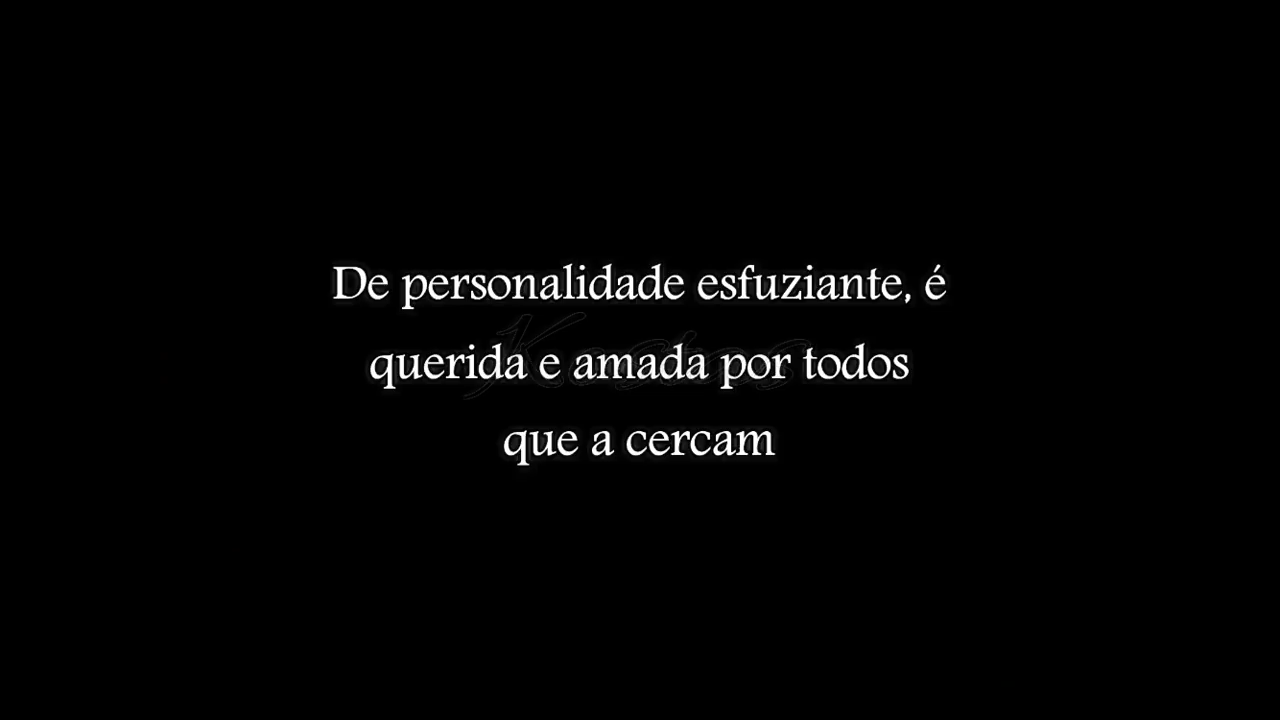 De personalidade esfuziante, é
querida e amada por todos
que a cercam